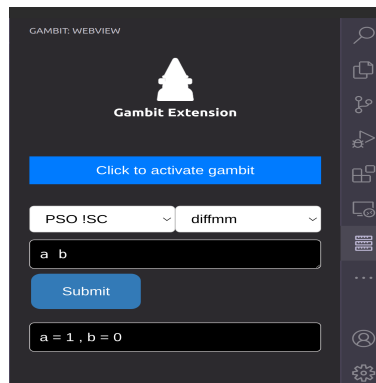 GAMBIT: WEBVIEW
Gambit Extension
Click to activate gambit
PSO !SC diffmm
a b
Submit
a = 1 , b = 0